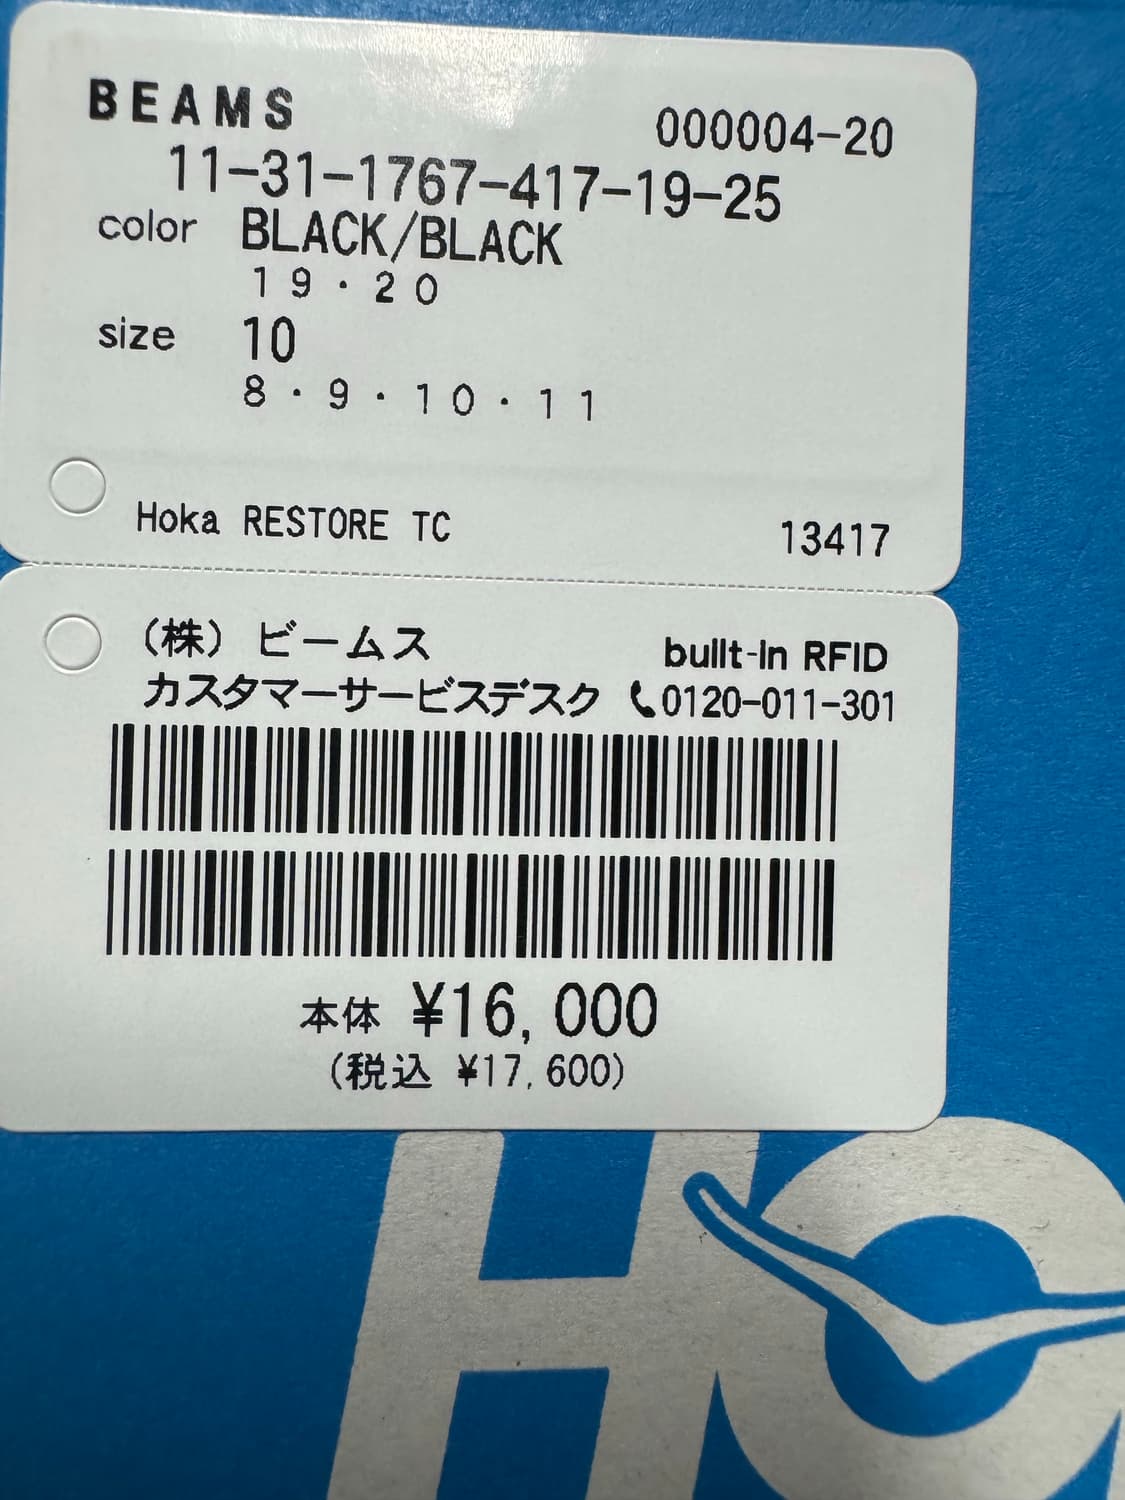 BEAMS
000004-20
11-31-1767-417-19-25
color BLACK/BLACK
19・20
size 10
8・9・10・11
Hoka RESTORE TC 13417
(株) ビームス built-in RFID
カスタマーサービスデスク 0120-011-301
本体 ¥16,000
(税込 ¥17,600)